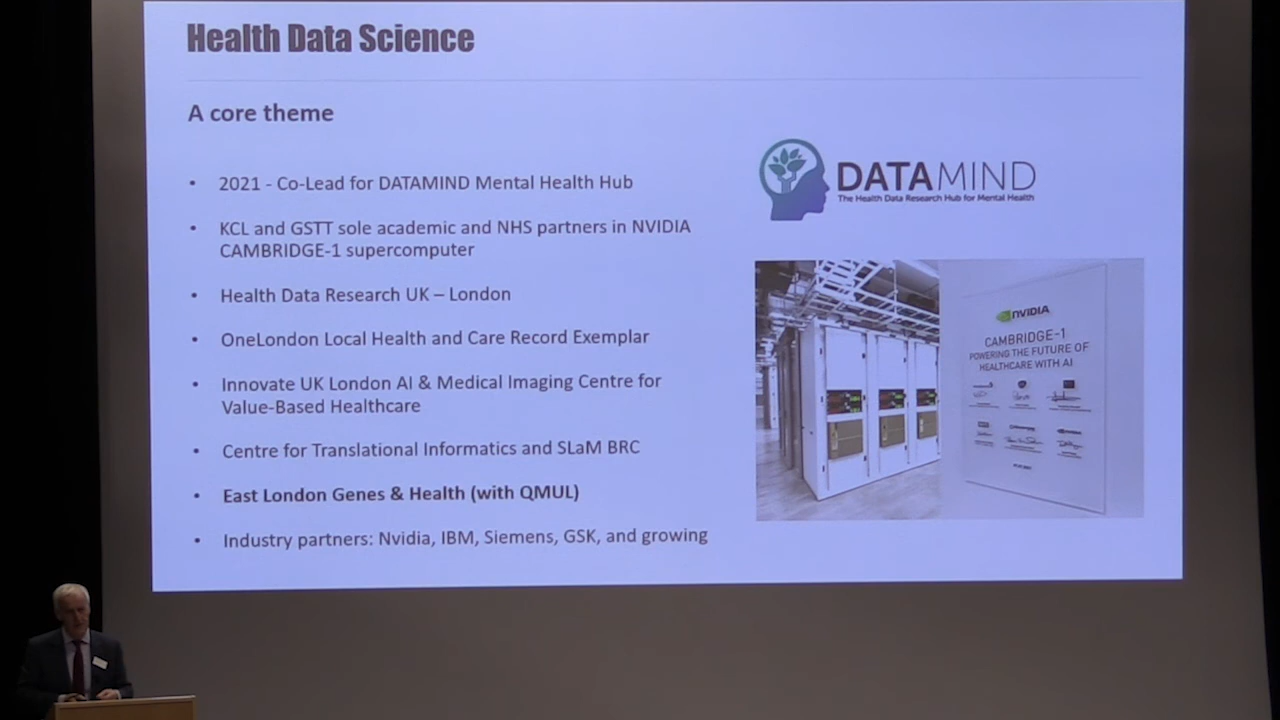 Health Data Science
A core theme
• 2021 - Co-Lead for DATAMIND Mental Health Hub
• KCL and GSTT sole academic and NHS partners in NVIDIA
CAMBRIDGE-1 supercomputer
• Health Data Research UK – London
• OneLondon Local Health and Care Record Exemplar
• Innovate UK London AI & Medical Imaging Centre for
Value-Based Healthcare
• Centre for Translational Informatics and SLaM BRC
• East London Genes & Health (with QMUL)
• Industry partners: Nvidia, IBM, Siemens, GSK, and growing
DATAMIND
The Health Data Research Hub for Mental Health
NVIDIA
CAMBRIDGE-1
POWERING THE FUTURE OF
HEALTHCARE WITH AI